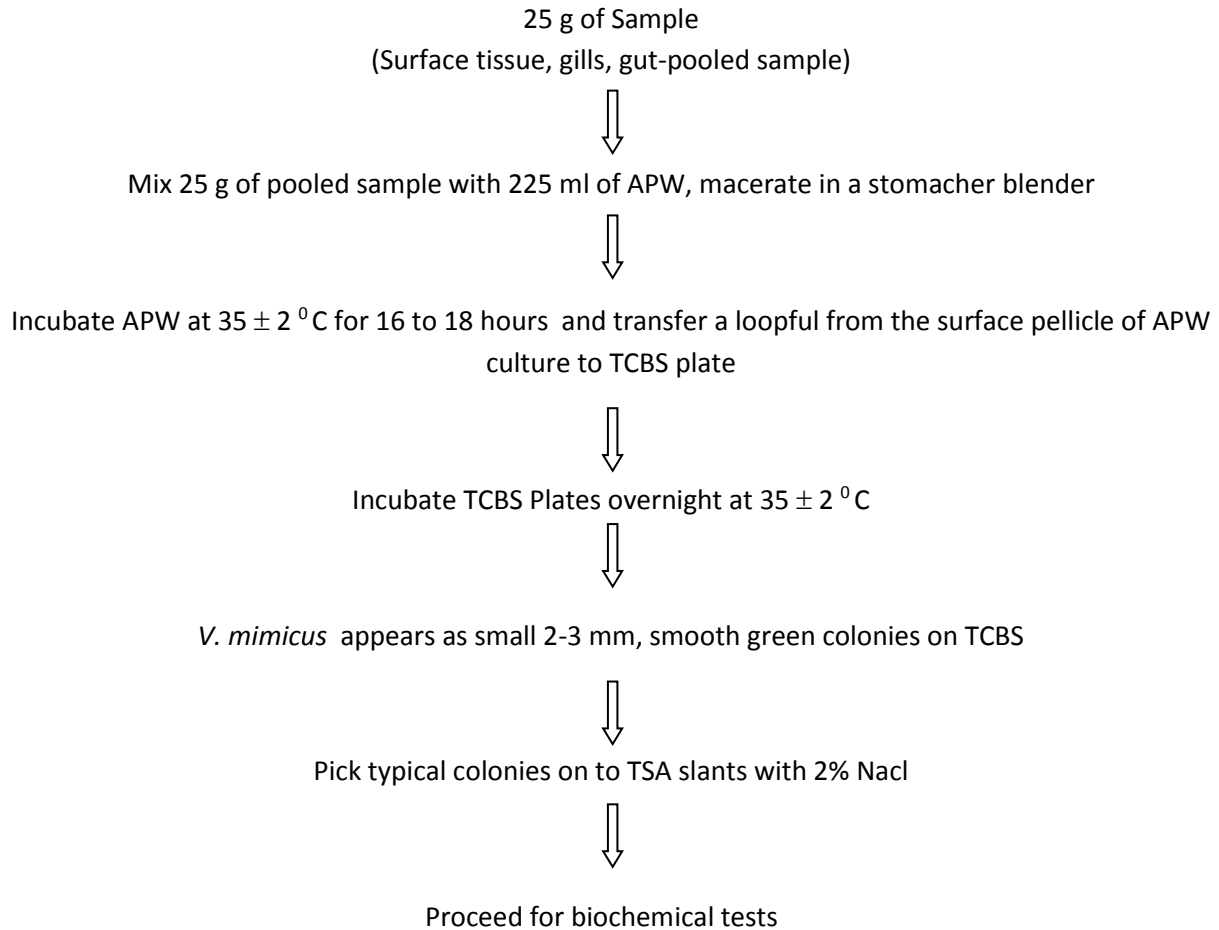 25 g of Sample
(Surface tissue, gills, gut-pooled sample)
Mix 25 g of pooled sample with 225 ml of APW, macerate in a stomacher blender
Incubate APW at 35 ± 2 ⁰ C for 16 to 18 hours and transfer a loopful from the surface pellicle of APW
culture to TCBS plate
Incubate TCBS Plates overnight at 35 ± 2 ⁰ C
V. mimicus appears as small 2-3 mm, smooth green colonies on TCBS
Pick typical colonies on to TSA slants with 2% Nacl
Proceed for biochemical tests